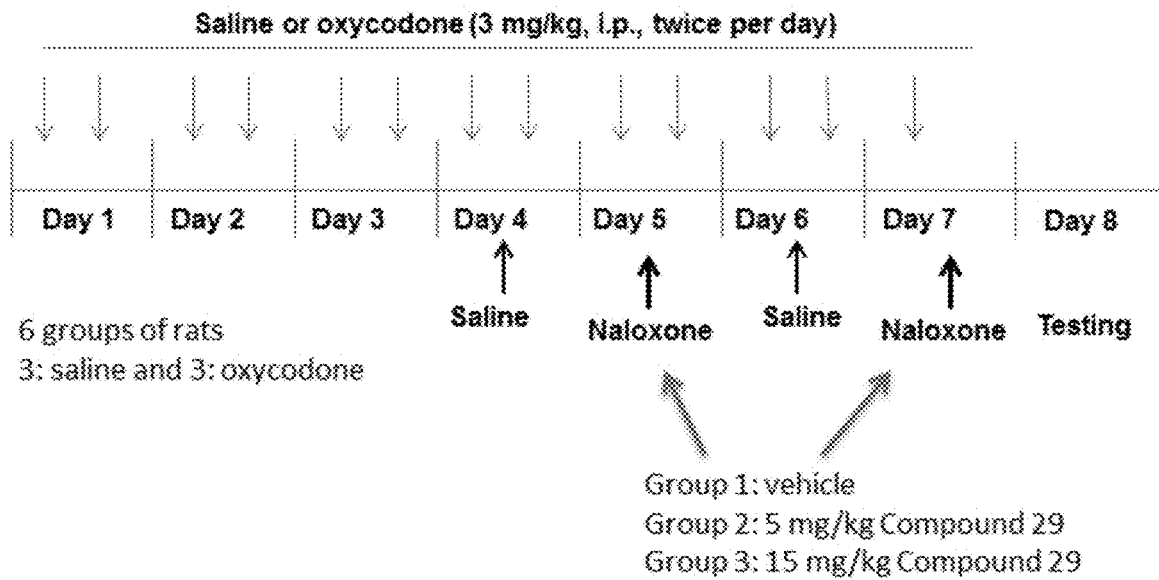 Saline or oxycodone (3 mg/kg, i.p., twice per day)
Day 1 Day 2 Day 3 Day 4 Day 5 Day 6 Day 7 Day 8
Saline Naloxone Saline Naloxone Testing
6 groups of rats
3: saline and 3: oxycodone
Group 1: vehicle
Group 2: 5 mg/kg Compound 29
Group 3: 15 mg/kg Compound 29